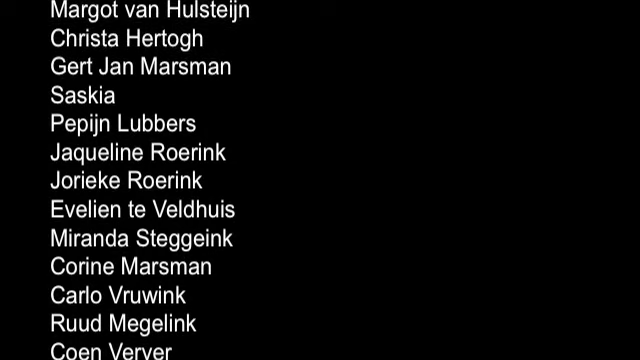 Margot van Hulsteijn
Christa Hertogh
Gert Jan Marsman
Saskia
Pepijn Lubbers
Jaqueline Roerink
Jorieke Roerink
Evelien te Veldhuis
Miranda Steggeink
Corine Marsman
Carlo Vruwink
Ruud Megelink
Coen Verver